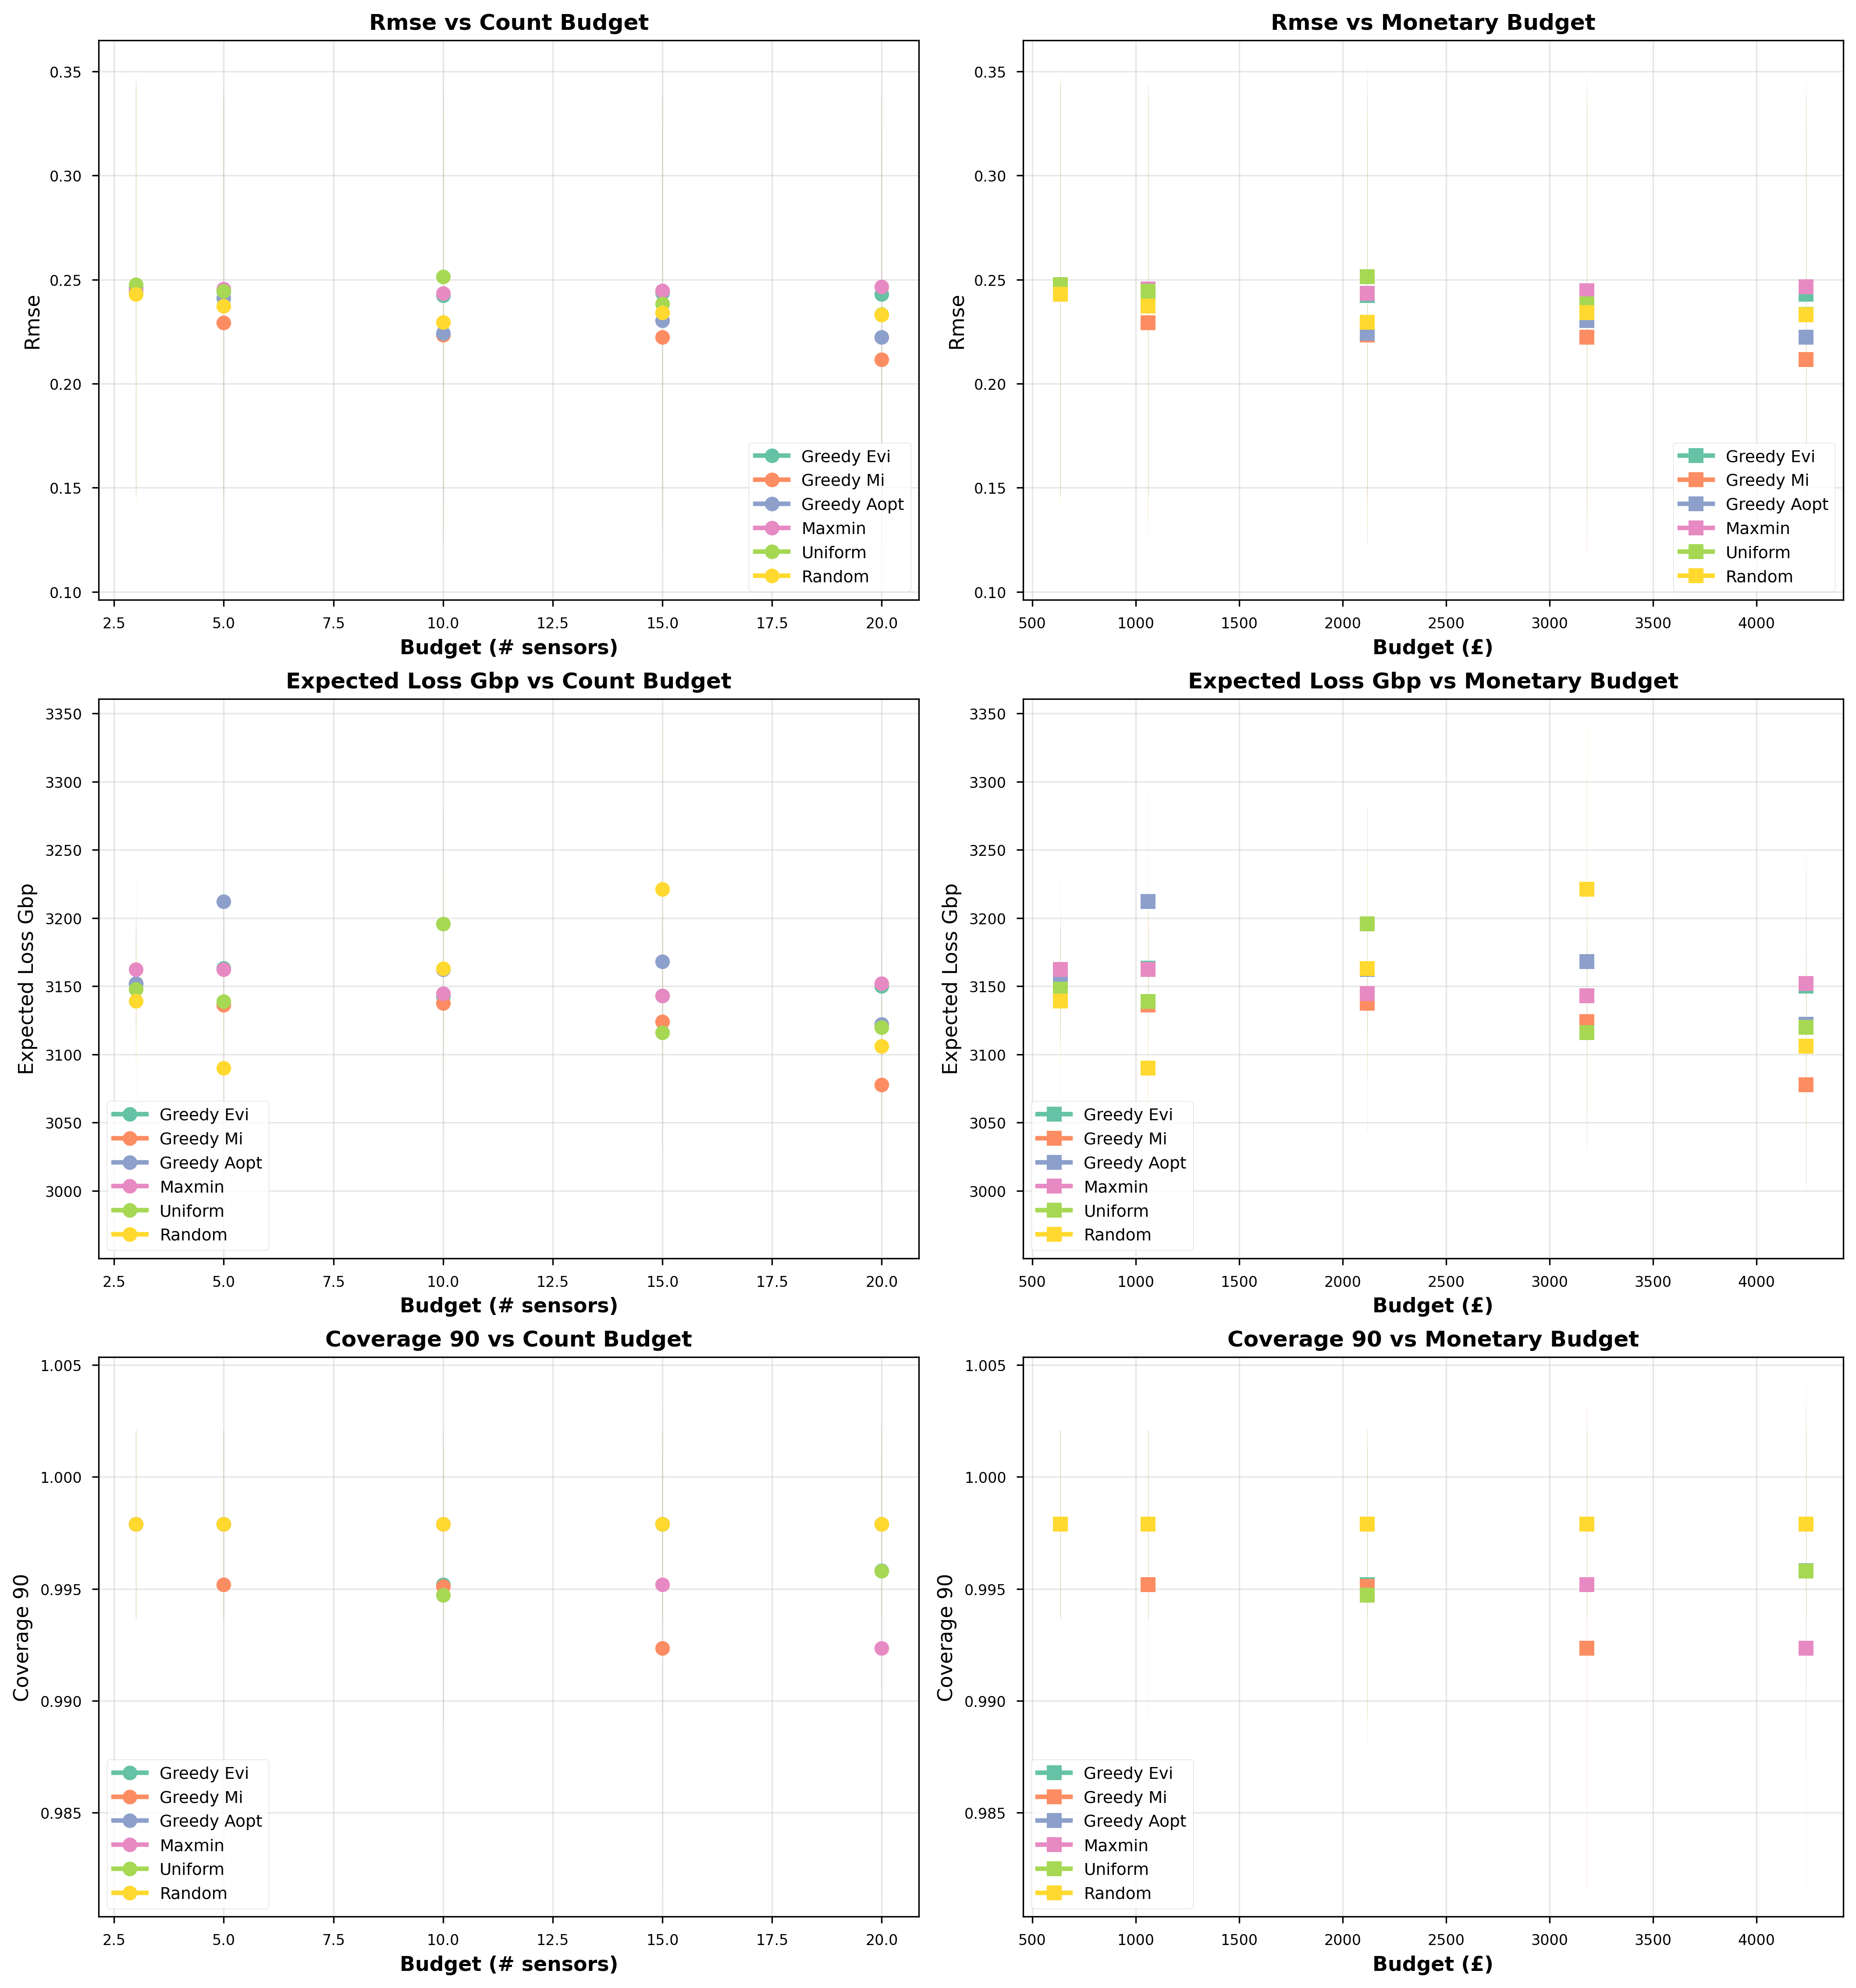 Rmse vs Count Budget
Rmse
0.35
0.30
0.25
0.20
0.15
0.10
Greedy Evi
Greedy Mi
Greedy Aopt
Maxmin
Uniform
Random
2.5 5.0 7.5 10.0 12.5 15.0 17.5 20.0
Budget (# sensors)
Rmse vs Monetary Budget
Rmse
0.35
0.30
0.25
0.20
0.15
0.10
Greedy Evi
Greedy Mi
Greedy Aopt
Maxmin
Uniform
Random
500 1000 1500 2000 2500 3000 3500 4000
Budget (£)
Expected Loss Gbp vs Count Budget
Expected Loss Gbp
3350
3300
3250
3200
3150
3100
3050
3000
Greedy Evi
Greedy Mi
Greedy Aopt
Maxmin
Uniform
Random
2.5 5.0 7.5 10.0 12.5 15.0 17.5 20.0
Budget (# sensors)
Expected Loss Gbp vs Monetary Budget
Expected Loss Gbp
3350
3300
3250
3200
3150
3100
3050
3000
Greedy Evi
Greedy Mi
Greedy Aopt
Maxmin
Uniform
Random
500 1000 1500 2000 2500 3000 3500 4000
Budget (£)
Coverage 90 vs Count Budget
Coverage 90
1.005
1.000
0.995
0.990
0.985
Greedy Evi
Greedy Mi
Greedy Aopt
Maxmin
Uniform
Random
2.5 5.0 7.5 10.0 12.5 15.0 17.5 20.0
Budget (# sensors)
Coverage 90 vs Monetary Budget
Coverage 90
1.005
1.000
0.995
0.990
0.985
Greedy Evi
Greedy Mi
Greedy Aopt
Maxmin
Uniform
Random
500 1000 1500 2000 2500 3000 3500 4000
Budget (£)